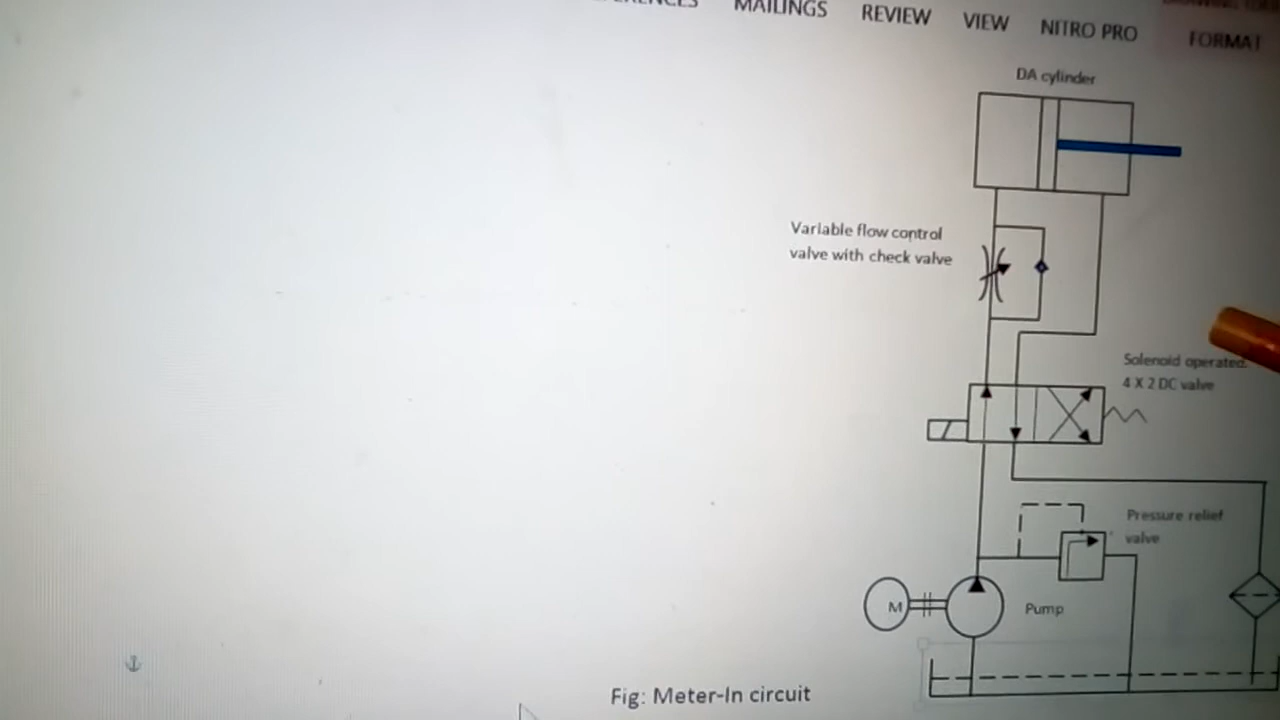 MAILINGS REVIEW VIEW NITRO PRO FORMAT
DA cylinder
Variable flow control
valve with check valve
Solenoid operated
4 X 2 DC valve
Pressure relief
valve
M
Pump
Fig: Meter-In circuit